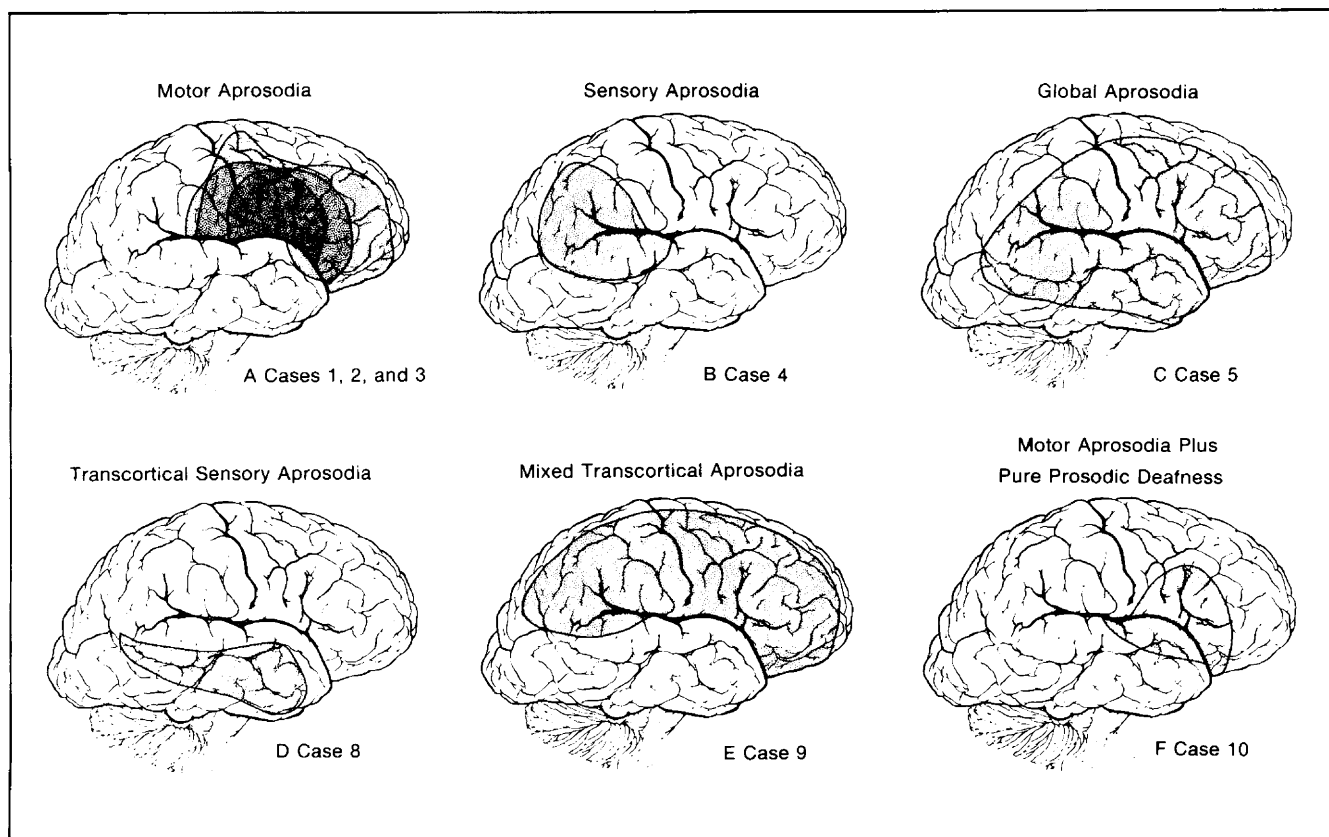 Motor Aprosodia
Sensory Aprosodia
Global Aprosodia
A Cases 1, 2, and 3
B Case 4
C Case 5
Transcortical Sensory Aprosodia
Mixed Transcortical Aprosodia
Motor Aprosodia Plus
Pure Prosodic Deafness
D Case 8
E Case 9
F Case 10